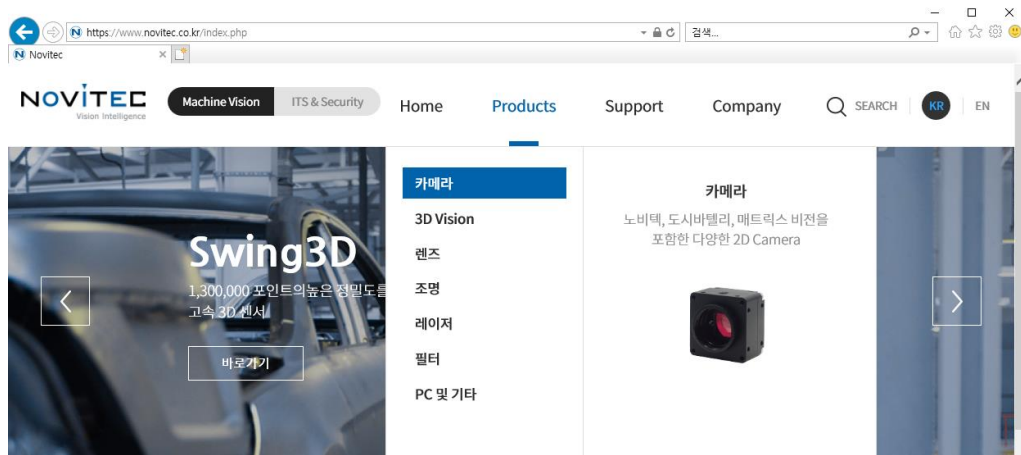 https://www.novitec.co.kr/index.php
검색...
Novitec
NOVITEC
Vision Intelligence
Machine Vision
ITS & Security
Home
Products
Support
Company
SEARCH
KR
EN
Swing3D
1,300,000 포인트의높은 정밀도를
고속 3D 센서
바로가기
카메라
3D Vision
렌즈
조명
레이저
필터
PC 및 기타
카메라
노비텍, 도시바텔리, 매트릭스 비전을
포함한 다양한 2D Camera